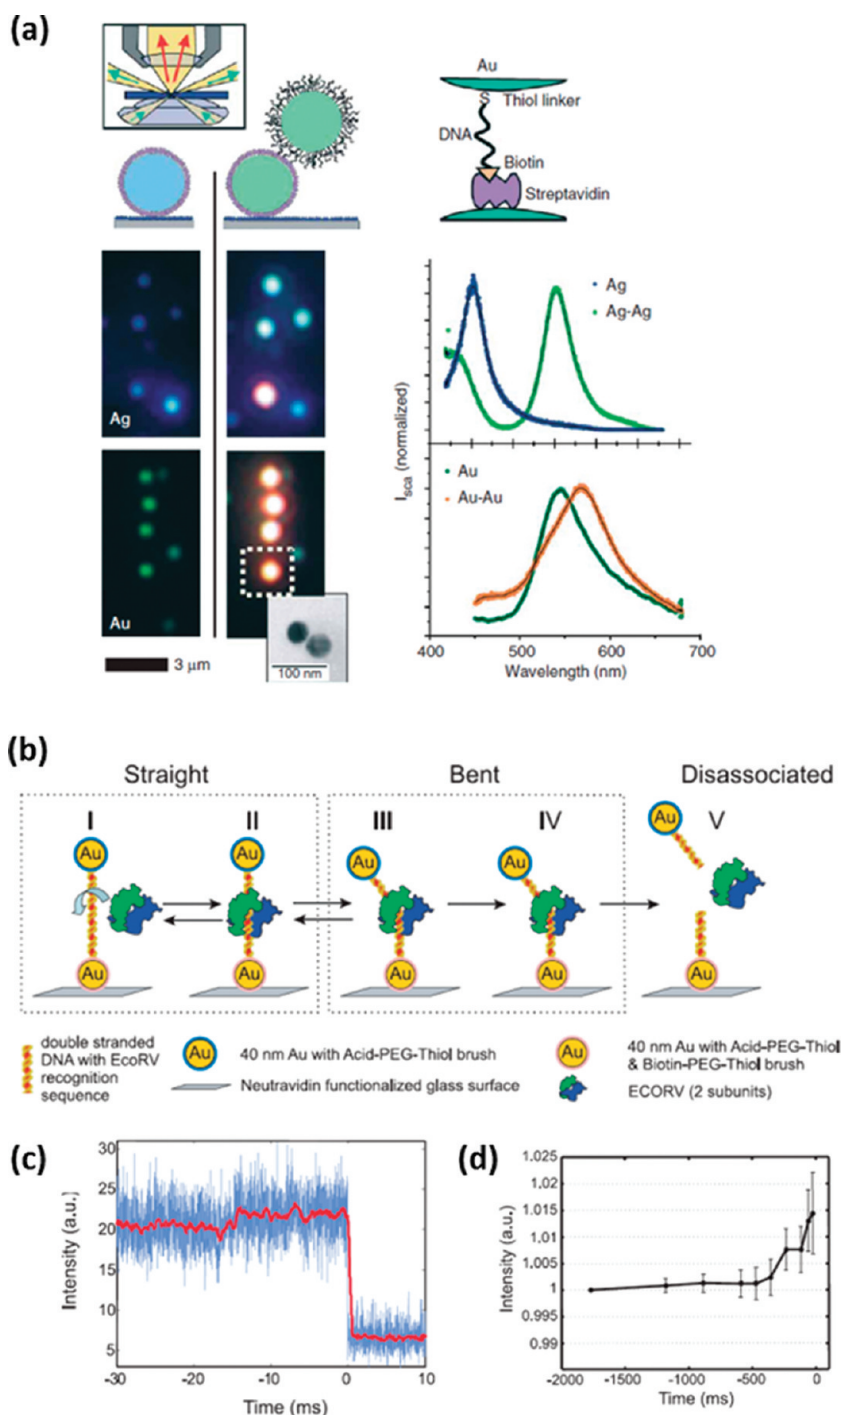 (a)
Au
S Thiol linker
DNA
Biotin
Streptavidin
Ag
Au
3 μm
100 nm
Ag
Ag-Ag
Au
Au-Au
I_sca (normalized)
400 500 600 700
Wavelength (nm)
(b)
Straight Bent Disassociated
I II III IV V
Au Au Au Au Au
Au Au Au Au Au
double stranded
DNA with EcoRV
recognition
sequence
Au 40 nm Au with Acid-PEG-Thiol brush
Neutravidin functionalized glass surface
Au 40 nm Au with Acid-PEG-Thiol
& Biotin-PEG-Thiol brush
ECORV (2 subunits)
(c)
Intensity (a.u.)
30
25
20
15
10
5
-30 -20 -10 0 10
Time (ms)
(d)
Intensity (a.u.)
1.025
1.02
1.015
1.01
1.005
1
0.995
0.99
-2000 -1500 -1000 -500 0
Time (ms)